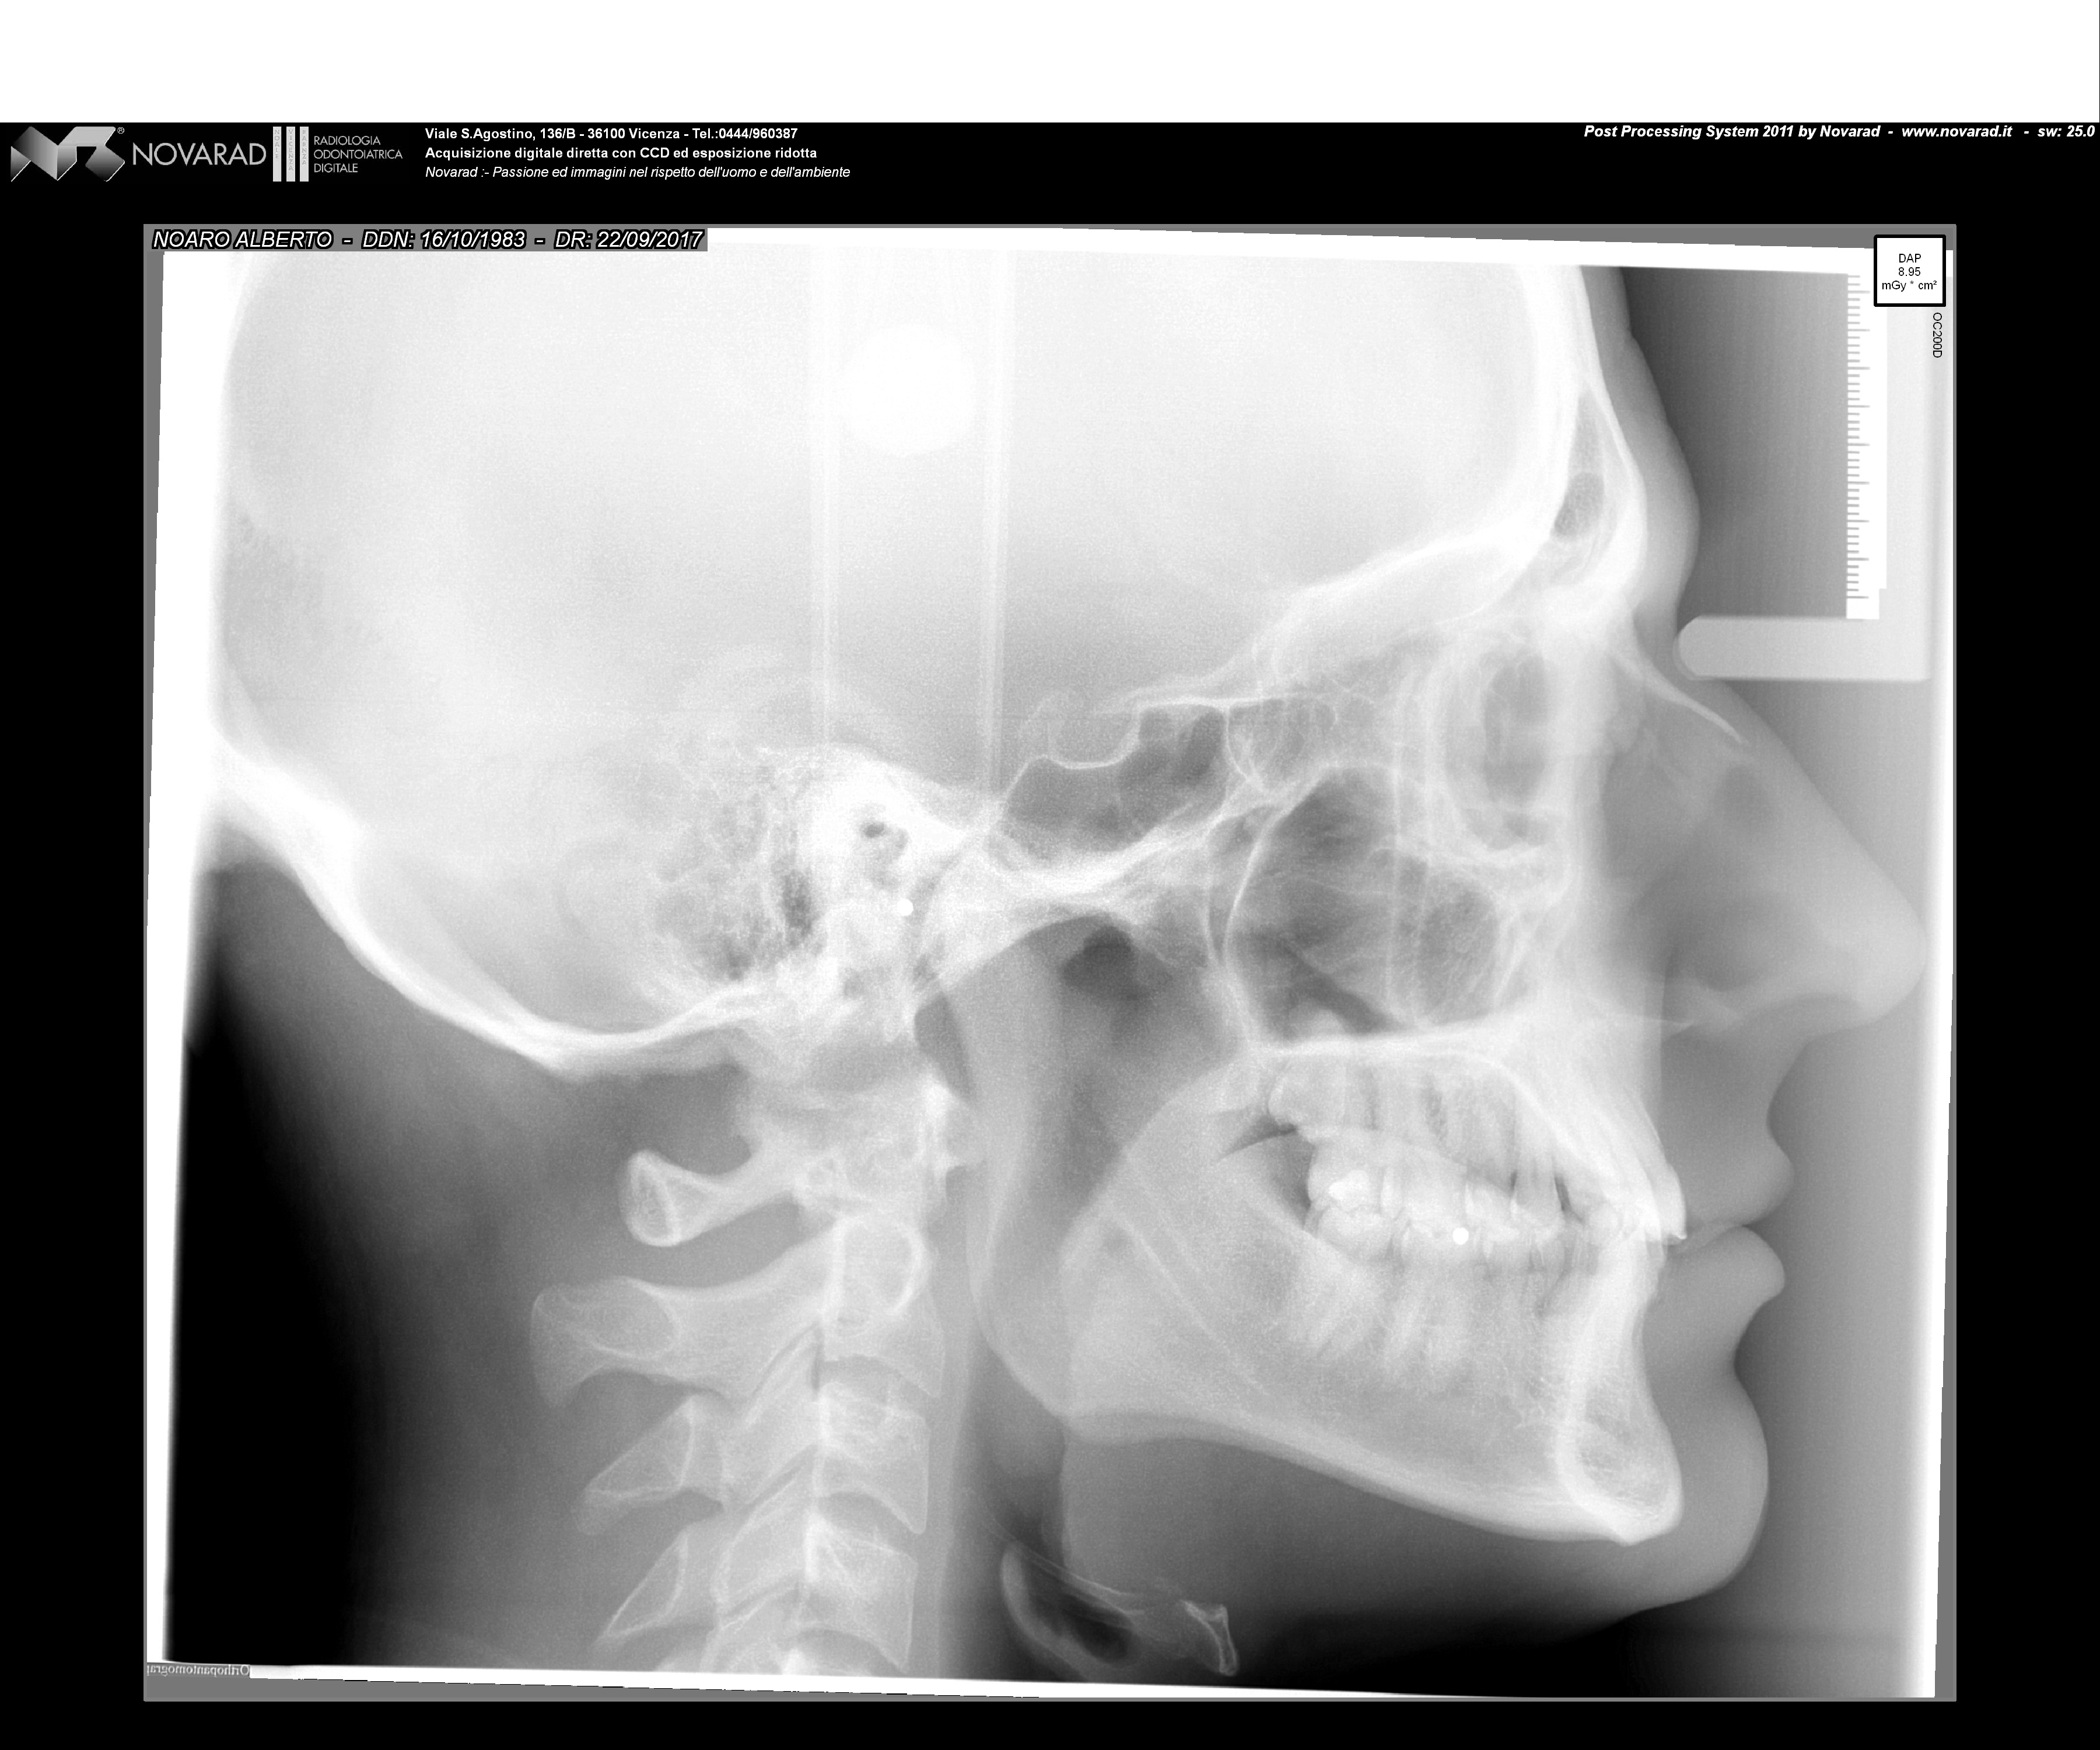 NOVARAD
RADIOLOGIA
ODONTOIATRICA
DIGITALE
Viale S.Agostino, 136/B - 36100 Vicenza - Tel.:0444/960387
Acquisizione digitale diretta con CCD ed esposizione ridotta
Novarad :- Passione ed immagini nel rispetto dell'uomo e dell'ambiente
Post Processing System 2011 by Novarad - www.novarad.it - sw: 25.0
NOARO ALBERTO - DDN: 16/10/1983 - DR: 22/09/2017
DAP
8.95
mGy * cm²
OC200D